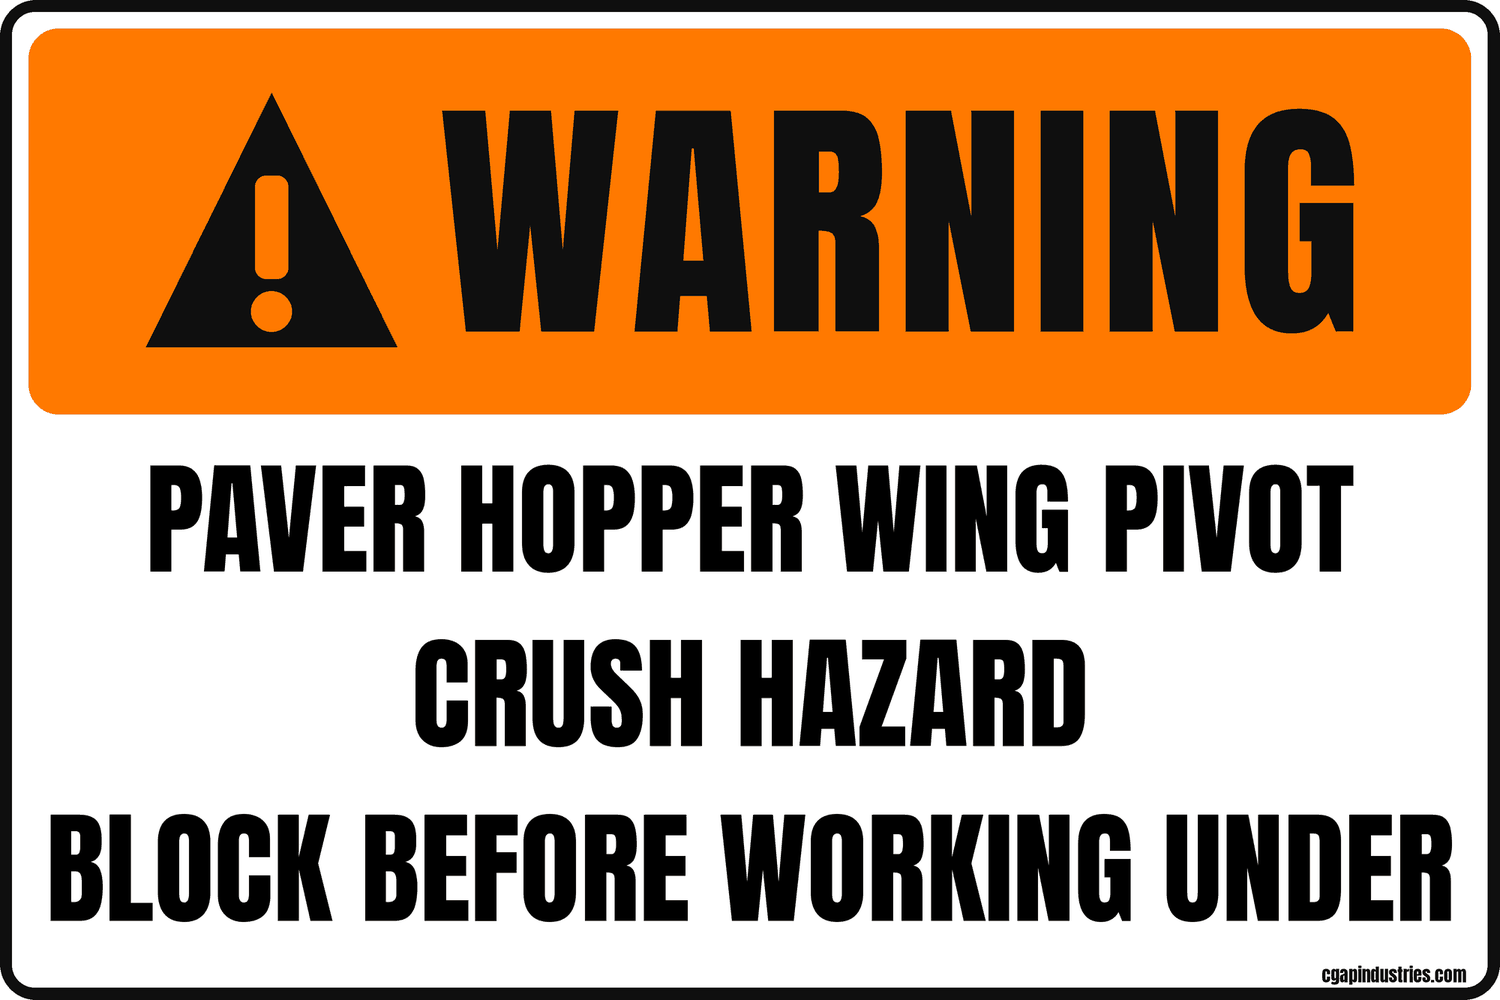 WARNING
PAVER HOPPER WING PIVOT
CRUSH HAZARD
BLOCK BEFORE WORKING UNDER
cgapindustries.com